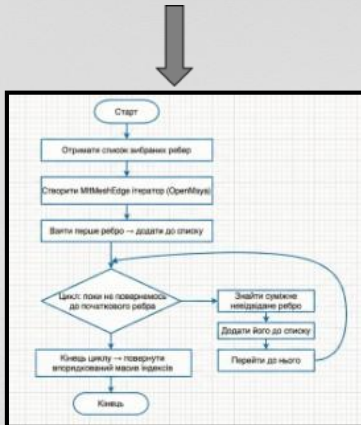 Старт
Отримати список вибраних ребер
Створити MItMeshEdge ітератор (OpenMaya)
Взяти перше ребро → додати до списку
Цикл: поки не повернемось
до початкового ребра
Знайти суміжне
невідвідане ребро
Додати його до списку
Перейти до нього
Кінець циклу → повернути
впорядкований масив індексів
Кінець